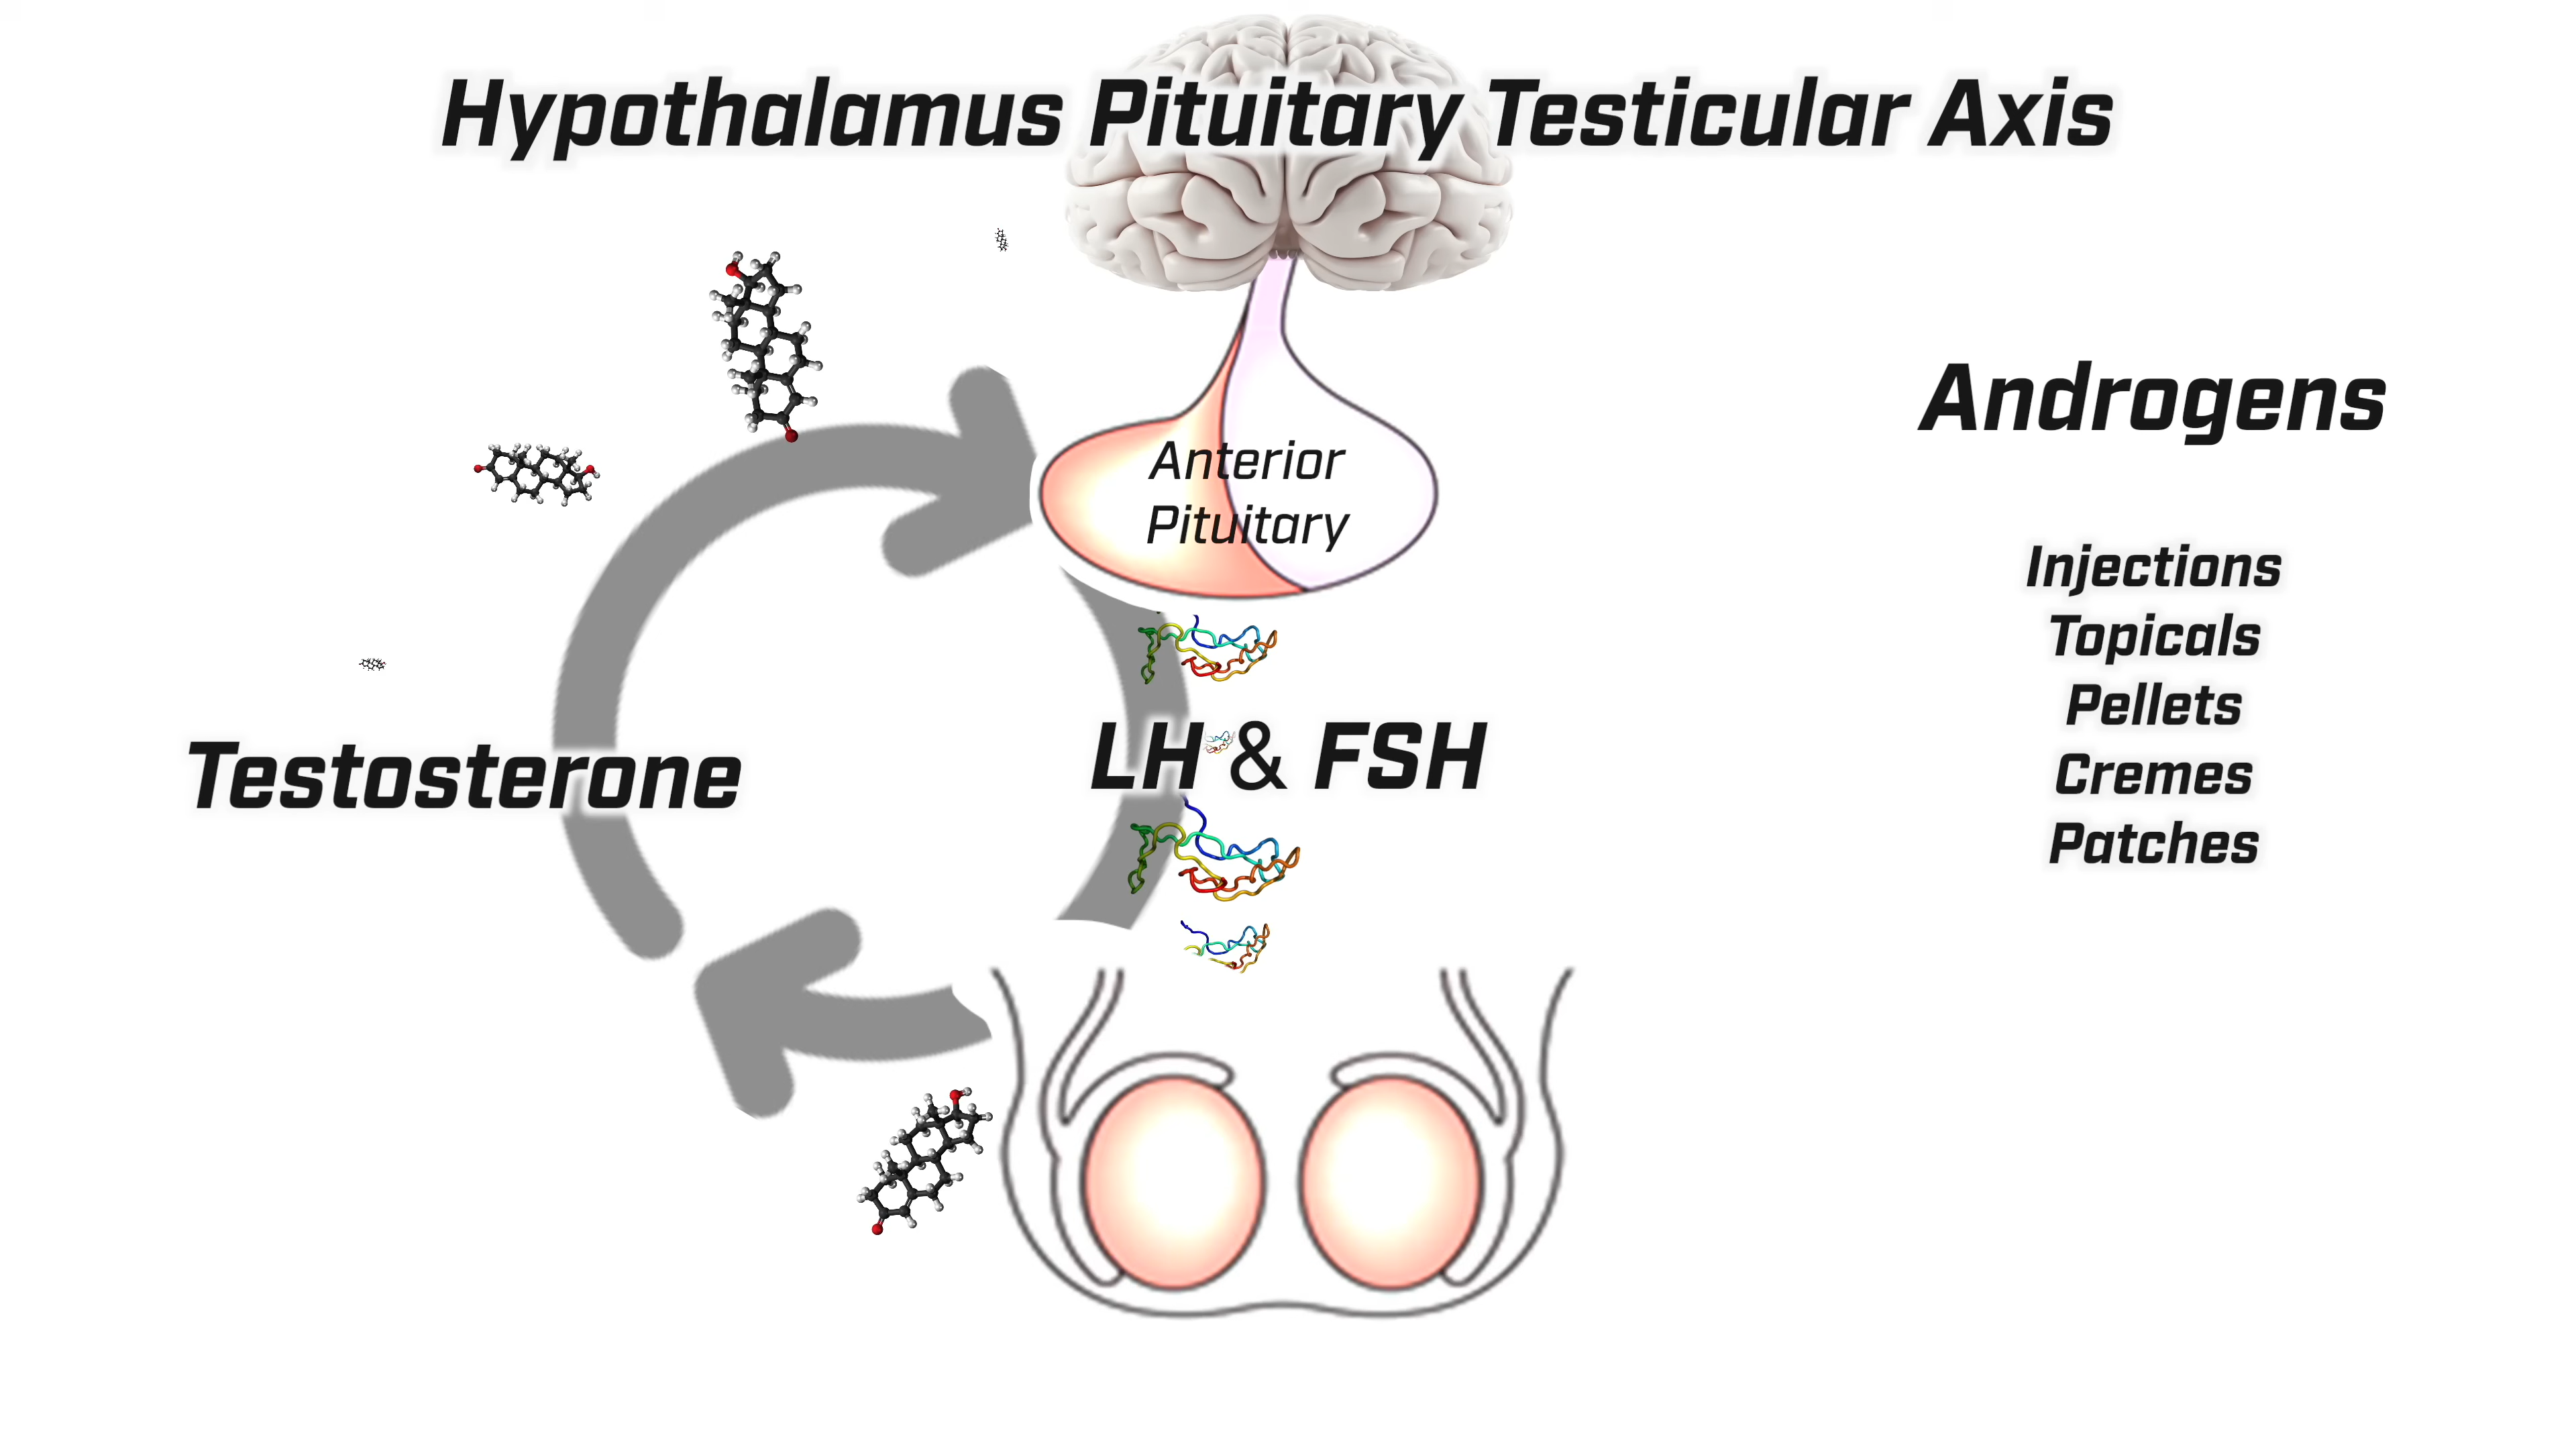 Hypothalamus Pituitary Testicular Axis
Anterior
Pituitary
Testosterone
LH & FSH
Androgens
Injections
Topicals
Pellets
Cremes
Patches